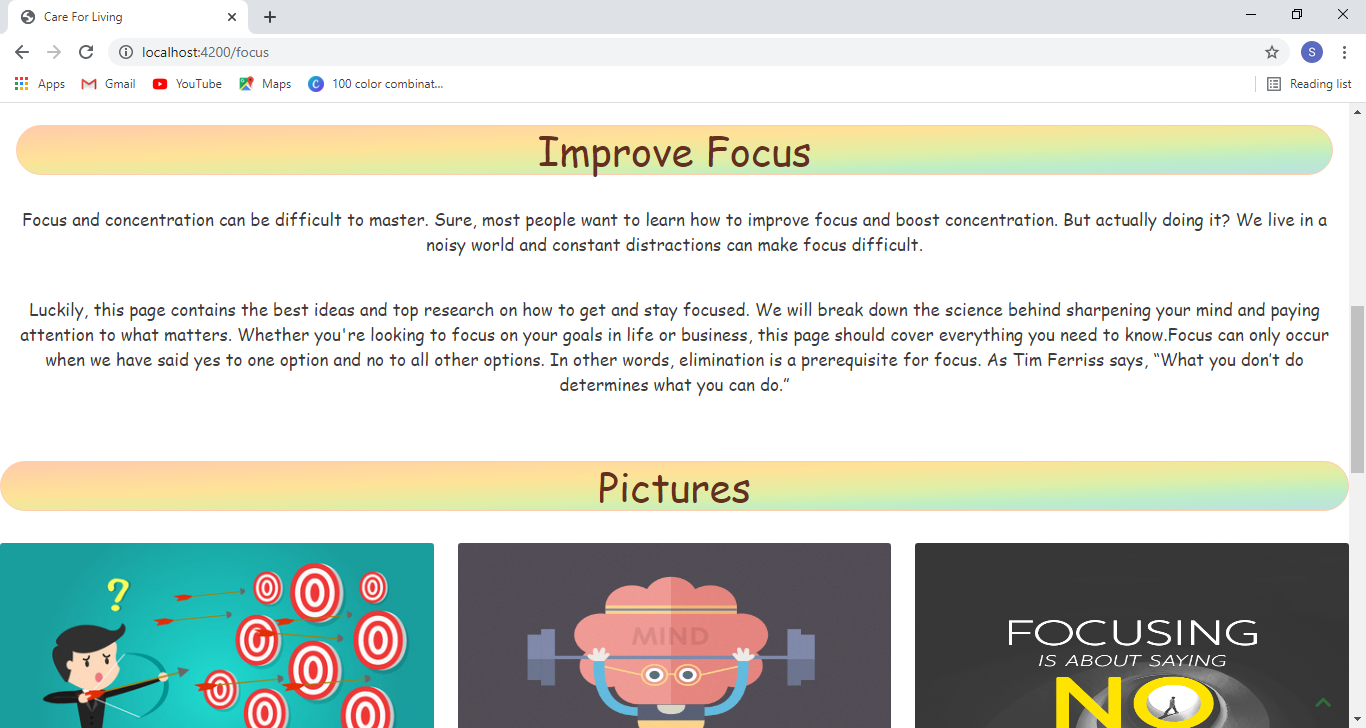 Care For Living
localhost:4200/focus
S
Apps
Gmail
YouTube
Maps
C
100 color combinat...
Reading list
Improve Focus
Focus and concentration can be difficult to master. Sure, most people want to learn how to improve focus and boost concentration. But actually doing it? We live in a
noisy world and constant distractions can make focus difficult.
Luckily, this page contains the best ideas and top research on how to get and stay focused. We will break down the science behind sharpening your mind and paying
attention to what matters. Whether you're looking to focus on your goals in life or business, this page should cover everything you need to know.Focus can only occur
when we have said yes to one option and no to all other options. In other words, elimination is a prerequisite for focus. As Tim Ferriss says, “What you don’t do
determines what you can do.”
Pictures
?
MIND
FOCUSING
IS ABOUT SAYING
NO